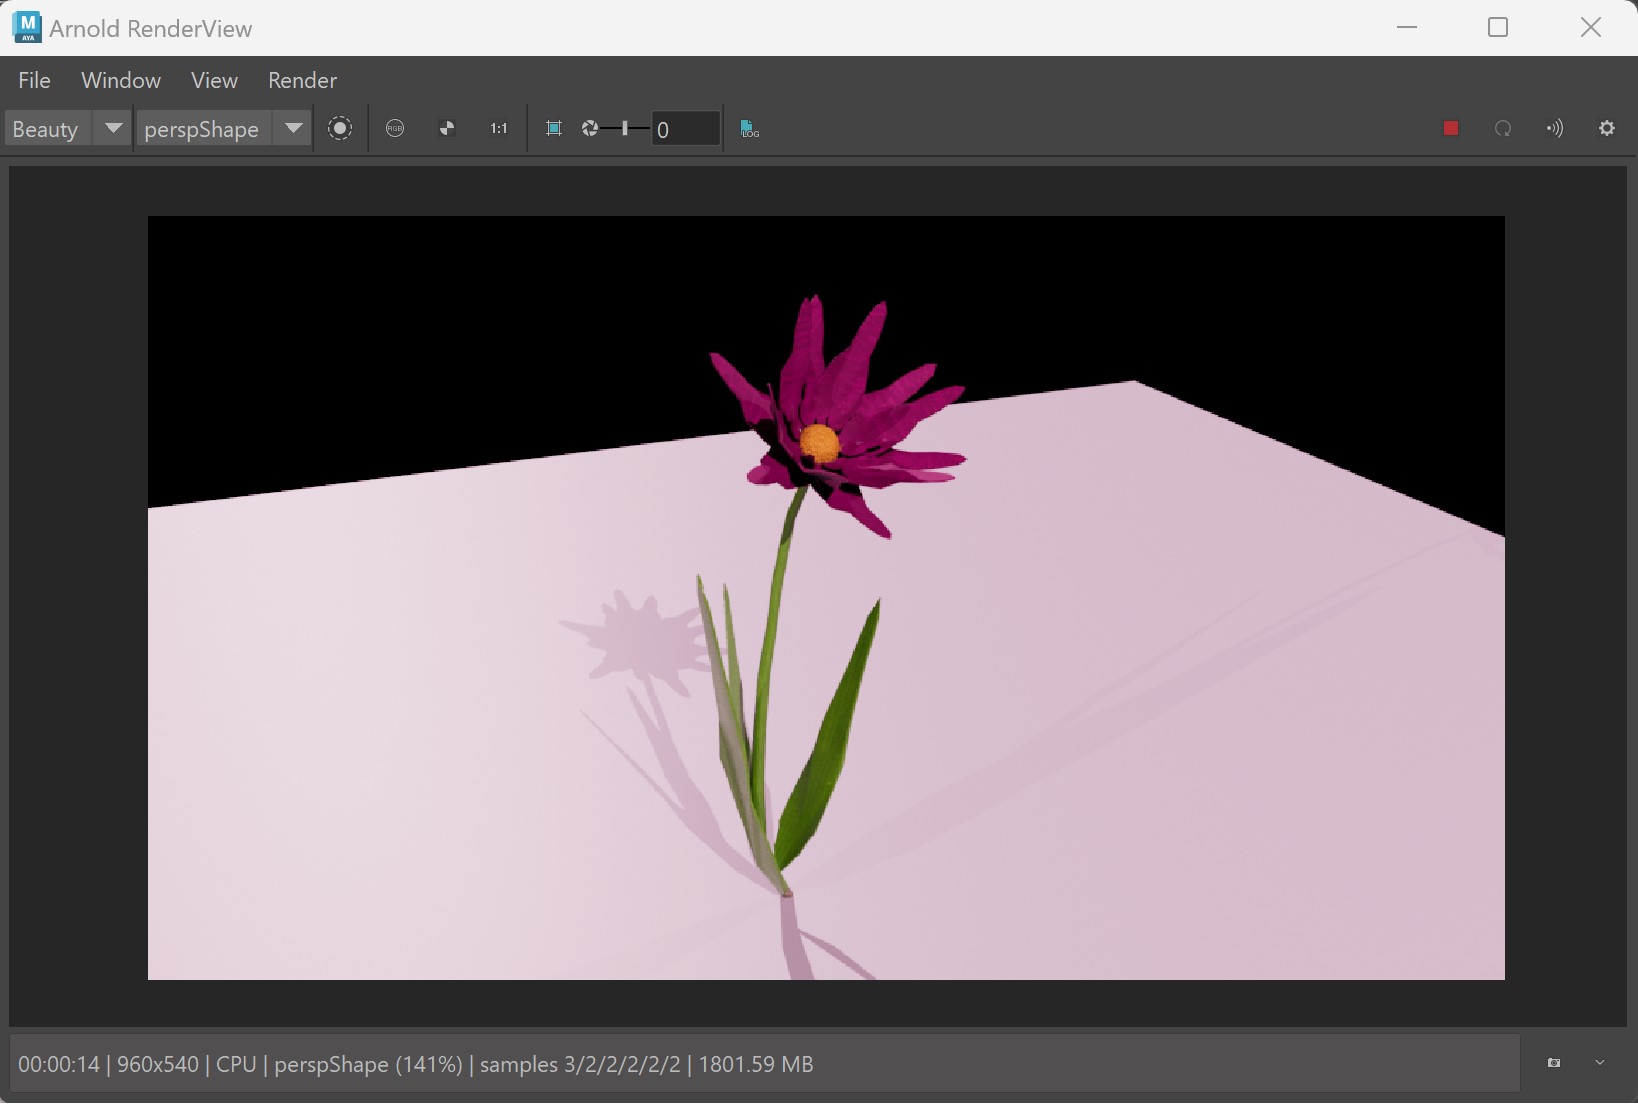 M
AYA
Arnold RenderView
File Window View Render
Beauty perspShape RGB 1:1 0 LOG
00:00:14 | 960x540 | CPU | perspShape (141%) | samples 3/2/2/2/2/2 | 1801.59 MB